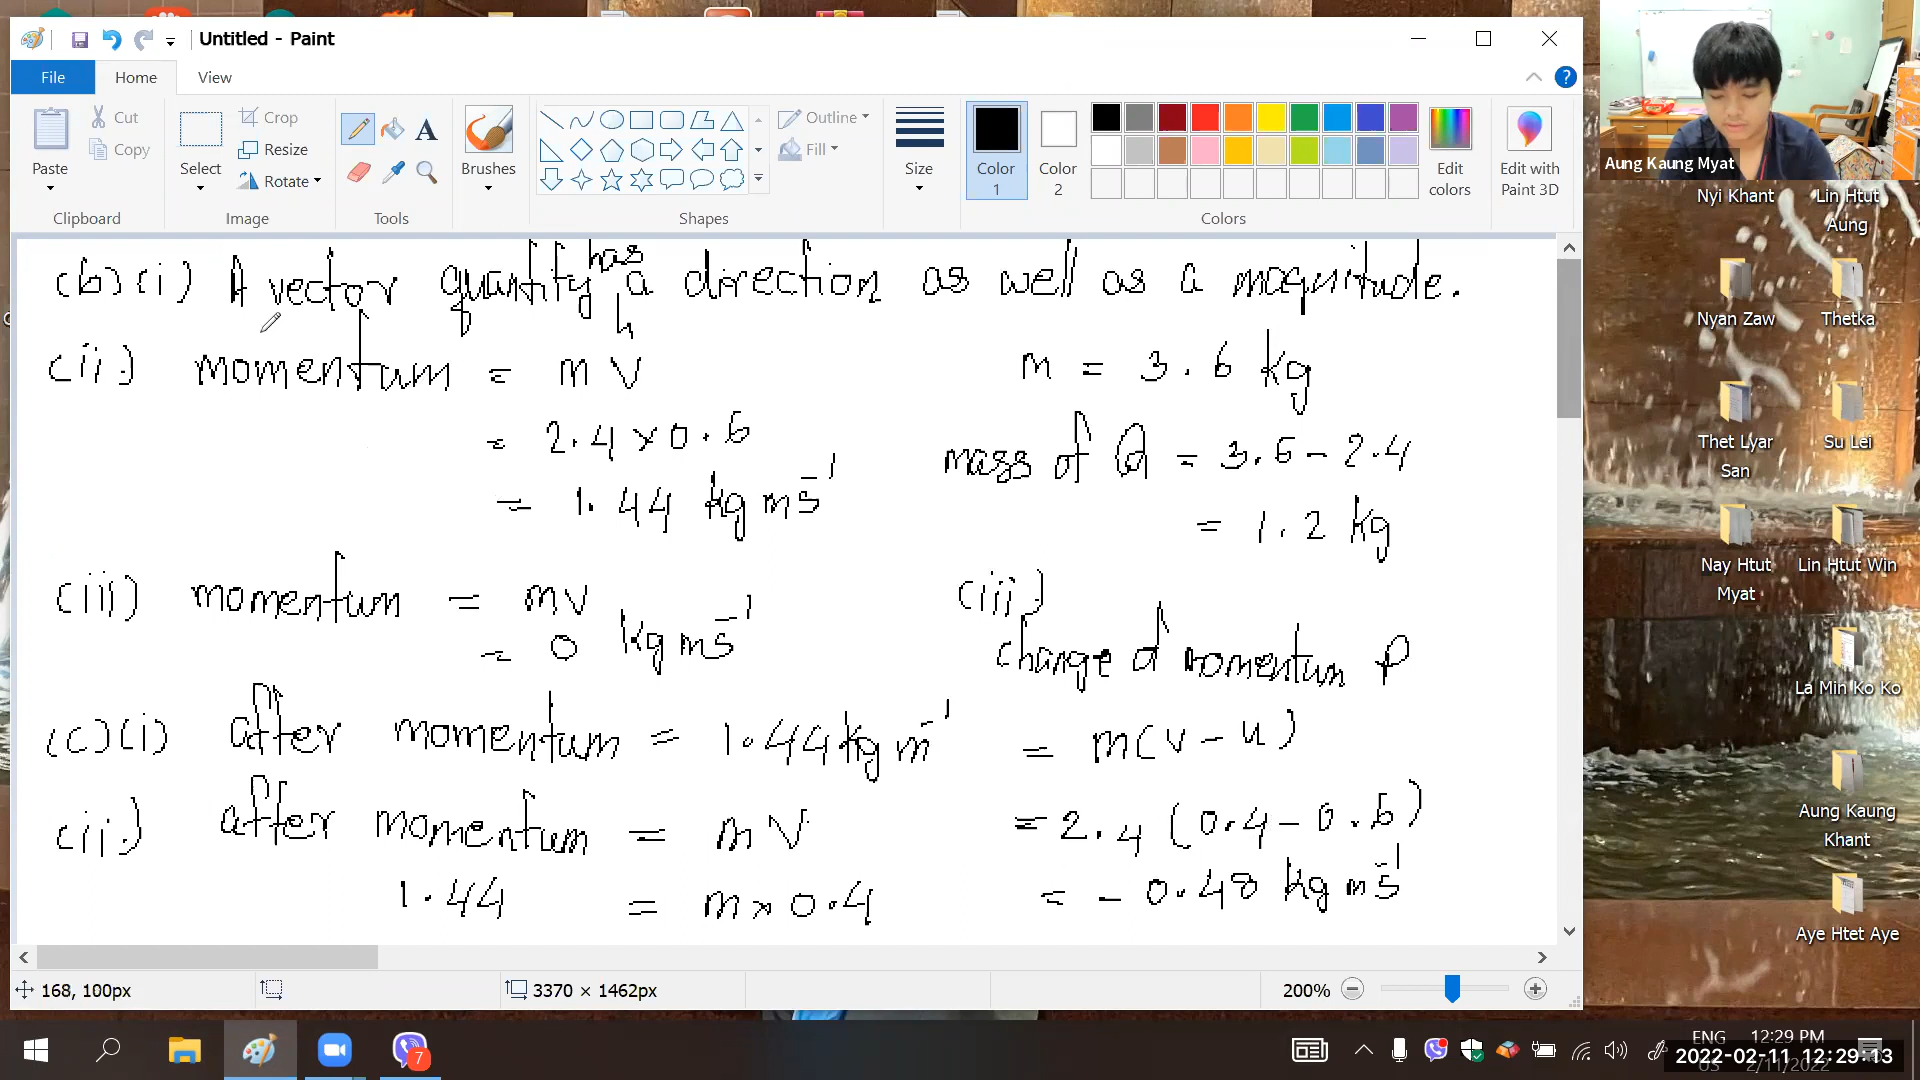 Untitled - Paint
File
Home
View
Paste
Cut
Copy
Clipboard
Select
Crop
Resize
Rotate
Image
Tools
Brushes
Outline
Fill
Shapes
Size
Color 1
Color 2
Edit colors
Edit with Paint 3D
Colors
Aung Kaung Myat
(b) (i) A vector quantity has a direction as well as a magnitude.
(ii) momentum = mv
= 2.4 × 0.6
= 1.44 kg ms⁻¹
m = 3.6 kg
mass of Q = 3.6 - 2.4
= 1.2 kg
(iii) momentum = mv
= 0 kg ms⁻¹
(c) (i) after momentum = 1.44 kg m⁻¹
(ii) after momentum = mv
1.44 = m × 0.4
(iii)
change of momentum P
= m(v - u)
= 2.4 (0.4 - 0.6)
= - 0.48 kg ms⁻¹
168, 100px
3370 × 1462px
200%
Nyi Khant
Lin Htut Aung
Nyan Zaw
Thetka
Thet Lyar San
Su Lei
Nay Htut Myat
Lin Htut Win
La Min Ko Ko
Aung Kaung Khant
Aye Htet Aye
7
ENG
12:29 PM
2022-02-11 12:29:13